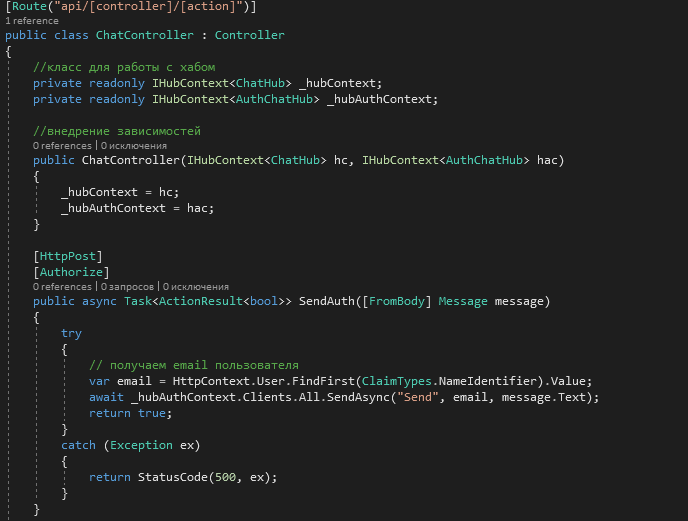 [Route("api/[controller]/[action]")]
1 reference
public class ChatController : Controller
{
//класс для работы с хабом
private readonly IHubContext<ChatHub> _hubContext;
private readonly IHubContext<AuthChatHub> _hubAuthContext;
//внедрение зависимостей
0 references | 0 исключения
public ChatController(IHubContext<ChatHub> hc, IHubContext<AuthChatHub> hac)
{
_hubContext = hc;
_hubAuthContext = hac;
}
[HttpPost]
[Authorize]
0 references | 0 запросов | 0 исключения
public async Task<ActionResult<bool>> SendAuth([FromBody] Message message)
{
try
{
// получаем email пользователя
var email = HttpContext.User.FindFirst(ClaimTypes.NameIdentifier).Value;
await _hubAuthContext.Clients.All.SendAsync("Send", email, message.Text);
return true;
}
catch (Exception ex)
{
return StatusCode(500, ex);
}
}